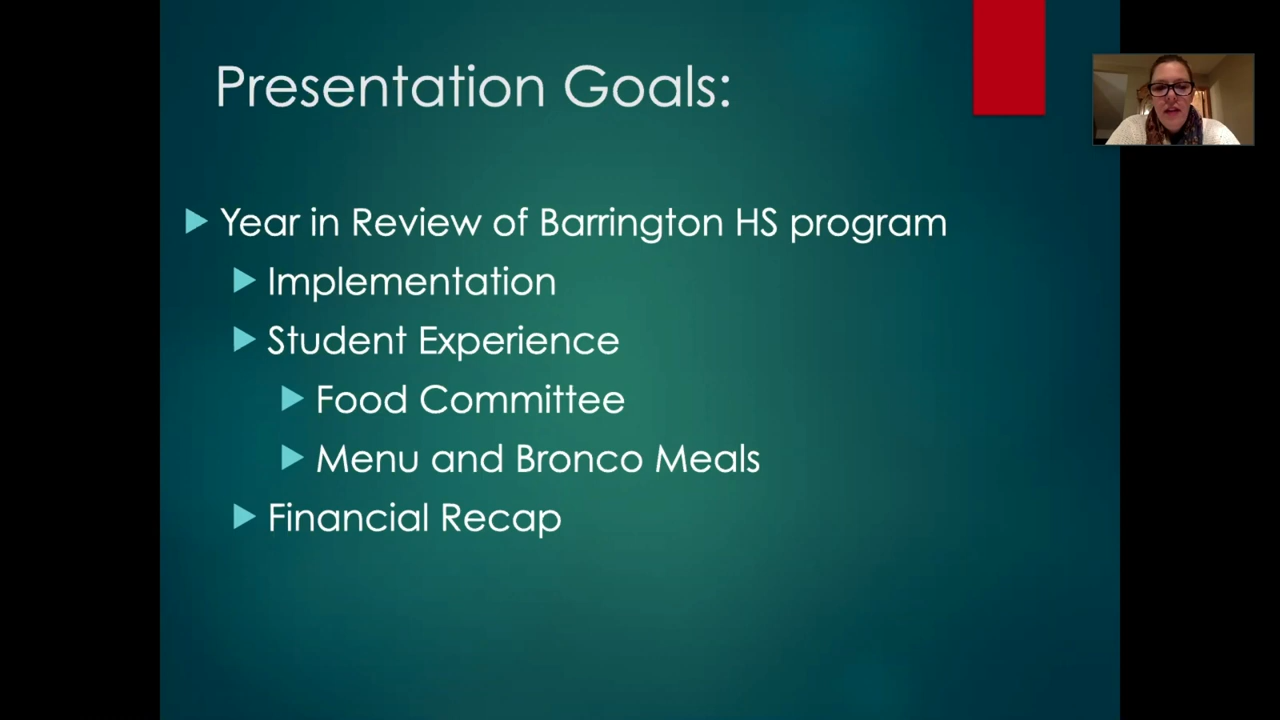 Presentation Goals:
Year in Review of Barrington HS program
Implementation
Student Experience
Food Committee
Menu and Bronco Meals
Financial Recap